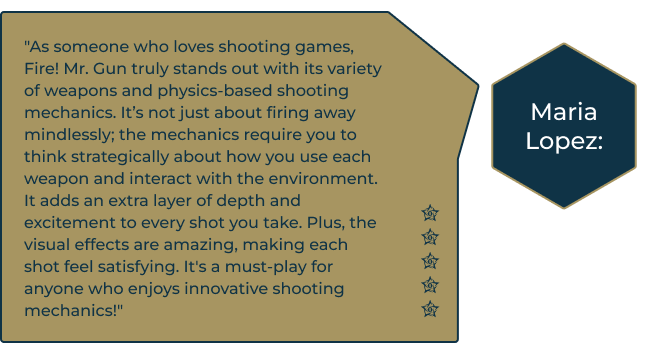 "As someone who loves shooting games,
Fire! Mr. Gun truly stands out with its variety
of weapons and physics-based shooting
mechanics. It’s not just about firing away
mindlessly; the mechanics require you to
think strategically about how you use each
weapon and interact with the environment.
It adds an extra layer of depth and
excitement to every shot you take. Plus, the
visual effects are amazing, making each
shot feel satisfying. It's a must-play for
anyone who enjoys innovative shooting
mechanics!"
Maria
Lopez: